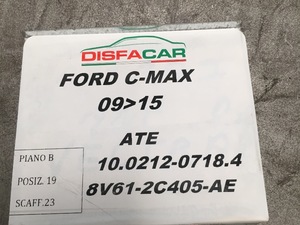 DISFACAR
FORD C-MAX
09>15
ATE
10.0212-0718.4
8V61-2C405-AE
PIANO B
POSIZ. 19
SCAFF.23